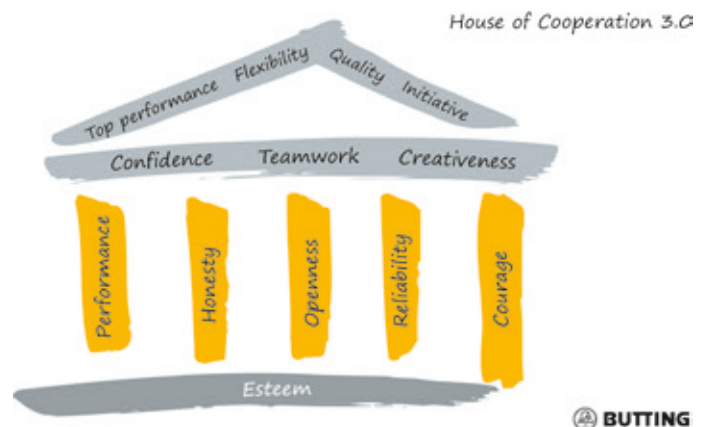 House of Cooperation 3.0
Top performance Flexibility Quality Initiative
Confidence Teamwork Creativeness
Performance
Honesty
Openness
Reliability
Courage
Esteem
BUTTING